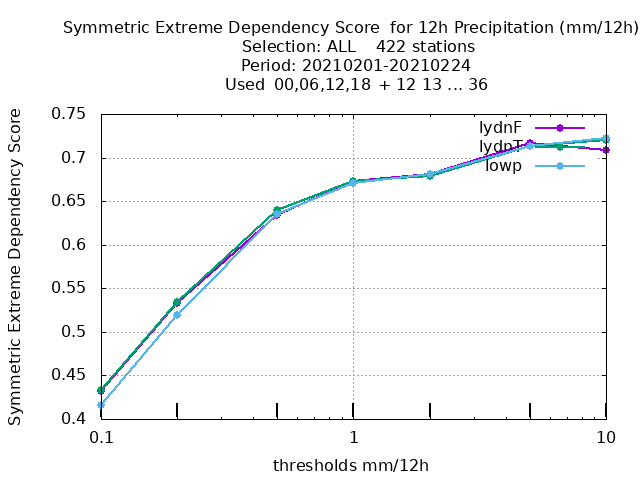 Symmetric Extreme Dependency Score  for 12h Precipitation (mm/12h)
Selection: ALL    422 stations
Period: 20210201-20210224
Used  00,06,12,18  + 12 13 ... 36
Symmetric Extreme Dependency Score
0.75
0.7
0.65
0.6
0.55
0.5
0.45
0.4
lydnF
lydnT
lowp
0.1
1
10
thresholds mm/12h